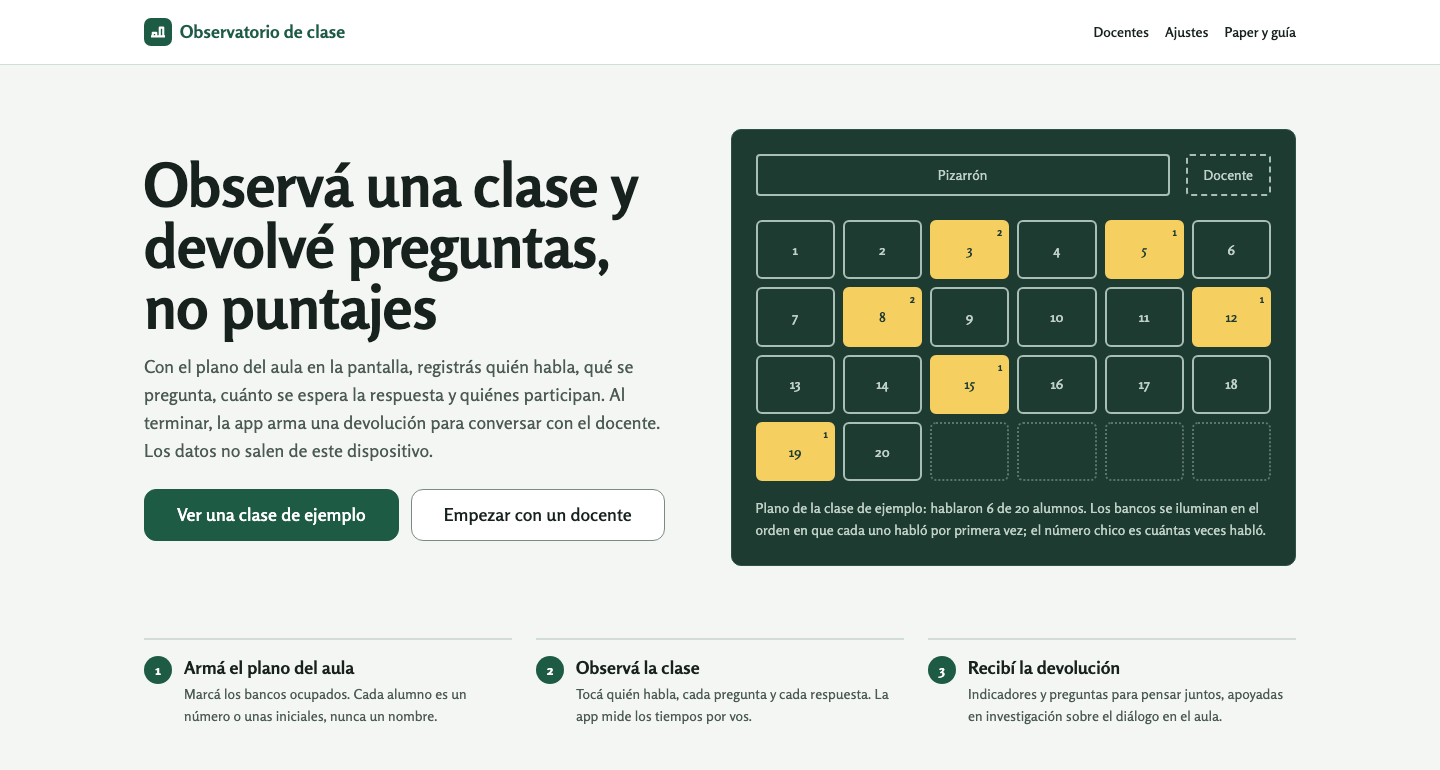 Observatorio de clase
Docentes Ajustes Paper y guía
Observá una clase y
devolvé preguntas,
no puntajes
Con el plano del aula en la pantalla, registrás quién habla, qué se
pregunta, cuánto se espera la respuesta y quiénes participan. Al
terminar, la app arma una devolución para conversar con el docente.
Los datos no salen de este dispositivo.
Ver una clase de ejemplo
Empezar con un docente
Pizarrón
Docente
1 2 3 2 4 5 1 6
7 8 2 9 10 11 12 1
13 14 15 1 16 17 18
19 1 20
Plano de la clase de ejemplo: hablaron 6 de 20 alumnos. Los bancos se iluminan en el
orden en que cada uno habló por primera vez; el número chico es cuántas veces habló.
1 Armá el plano del aula
Marcá los bancos ocupados. Cada alumno es un
número o unas iniciales, nunca un nombre.
2 Observá la clase
Tocá quién habla, cada pregunta y cada respuesta. La
app mide los tiempos por vos.
3 Recibí la devolución
Indicadores y preguntas para pensar juntos, apoyadas
en investigación sobre el diálogo en el aula.